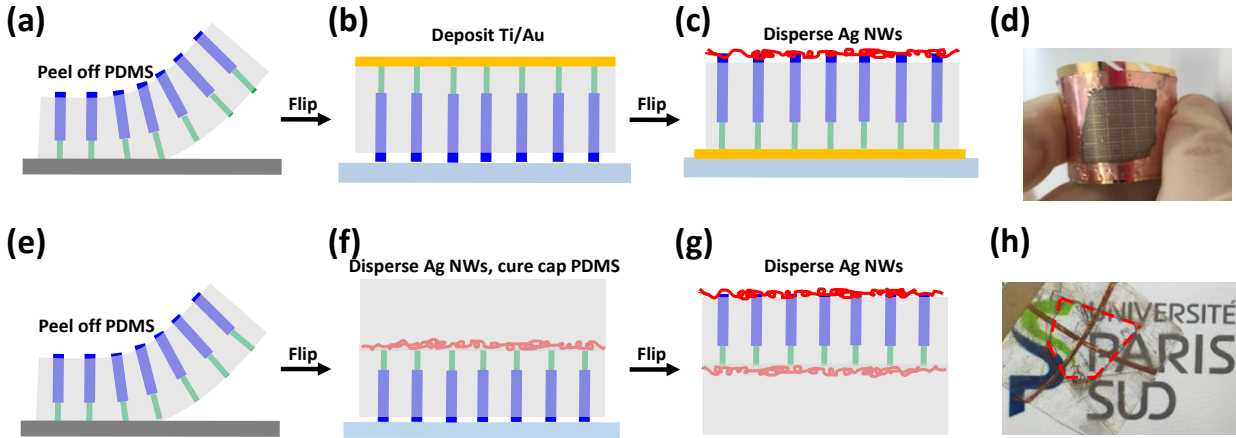 (a)
Peel off PDMS
Flip
(b)
Deposit Ti/Au
Flip
(c)
Disperse Ag NWs
(d)
(e)
Peel off PDMS
Flip
(f)
Disperse Ag NWs, cure cap PDMS
Flip
(g)
Disperse Ag NWs
(h)
UNIVERSITÉ
PARIS
SUD